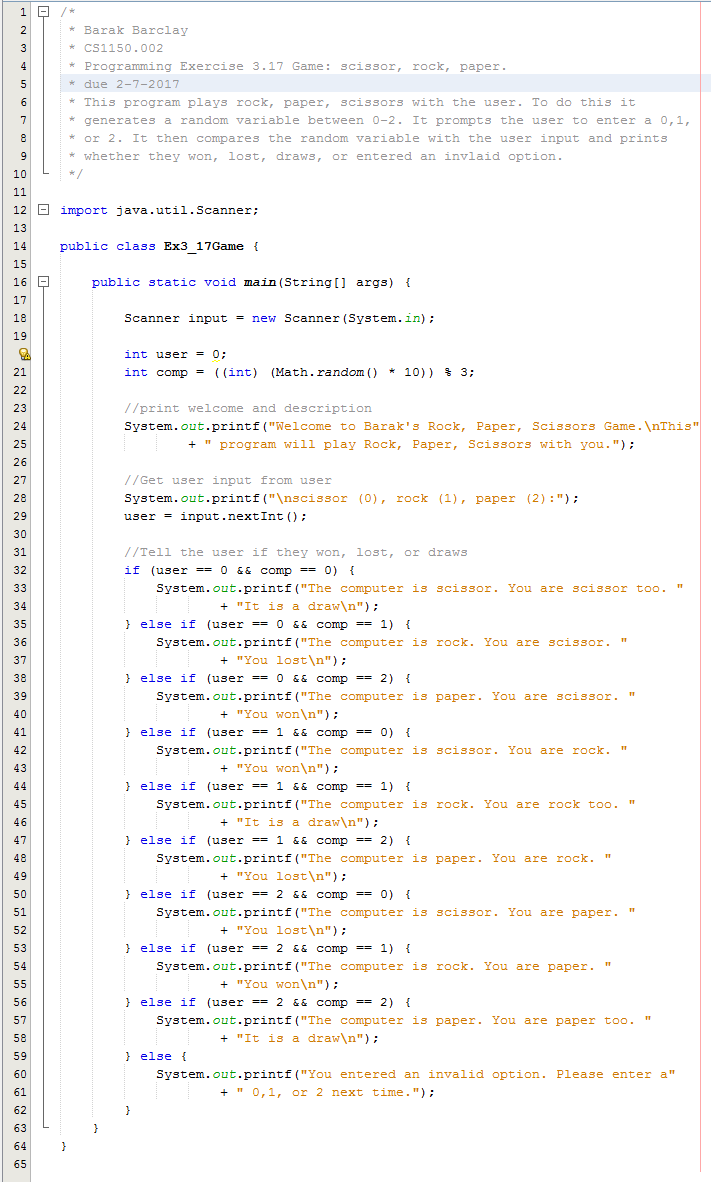 1 /*
2 * Barak Barclay
3 * CS1150.002
4 * Programming Exercise 3.17 Game: scissor, rock, paper.
5 * due 2-7-2017
6 * This program plays rock, paper, scissors with the user. To do this it
7 * generates a random variable between 0-2. It prompts the user to enter a 0,1,
8 * or 2. It then compares the random variable with the user input and prints
9 * whether they won, lost, draws, or entered an invlaid option.
10 */
11
12 import java.util.Scanner;
13
14 public class Ex3_17Game {
15
16 public static void main(String[] args) {
17
18 Scanner input = new Scanner(System.in);
19
int user = 0;
21 int comp = ((int) (Math.random() * 10)) % 3;
22
23 //print welcome and description
24 System.out.printf("Welcome to Barak's Rock, Paper, Scissors Game.\nThis"
25 + " program will play Rock, Paper, Scissors with you.");
26
27 //Get user input from user
28 System.out.printf("\nscissor (0), rock (1), paper (2):");
29 user = input.nextInt();
30
31 //Tell the user if they won, lost, or draws
32 if (user == 0 && comp == 0) {
33 System.out.printf("The computer is scissor. You are scissor too. "
34 + "It is a draw\n");
35 } else if (user == 0 && comp == 1) {
36 System.out.printf("The computer is rock. You are scissor. "
37 + "You lost\n");
38 } else if (user == 0 && comp == 2) {
39 System.out.printf("The computer is paper. You are scissor. "
40 + "You won\n");
41 } else if (user == 1 && comp == 0) {
42 System.out.printf("The computer is scissor. You are rock. "
43 + "You won\n");
44 } else if (user == 1 && comp == 1) {
45 System.out.printf("The computer is rock. You are rock too. "
46 + "It is a draw\n");
47 } else if (user == 1 && comp == 2) {
48 System.out.printf("The computer is paper. You are rock. "
49 + "You lost\n");
50 } else if (user == 2 && comp == 0) {
51 System.out.printf("The computer is scissor. You are paper. "
52 + "You lost\n");
53 } else if (user == 2 && comp == 1) {
54 System.out.printf("The computer is rock. You are paper. "
55 + "You won\n");
56 } else if (user == 2 && comp == 2) {
57 System.out.printf("The computer is paper. You are paper too. "
58 + "It is a draw\n");
59 } else {
60 System.out.printf("You entered an invalid option. Please enter a"
61 + " 0,1, or 2 next time.");
62 }
63 }
64 }
65